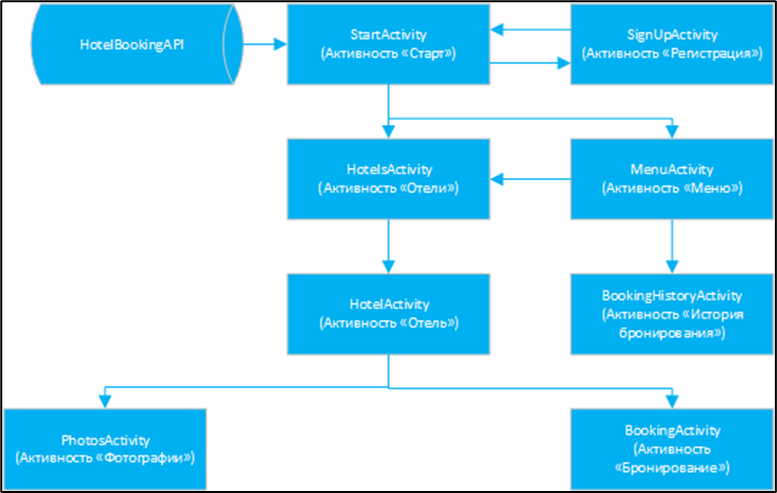 HotelBookingAPI
StartActivity
(Активность «Старт»)
SignUpActivity
(Активность «Регистрация»)
HotelsActivity
(Активность «Отели»)
MenuActivity
(Активность «Меню»)
HotelActivity
(Активность «Отель»)
BookingHistoryActivity
(Активность «История
бронирования»)
PhotosActivity
(Активность «Фотографии»)
BookingActivity
(Активность
«Бронирование»)